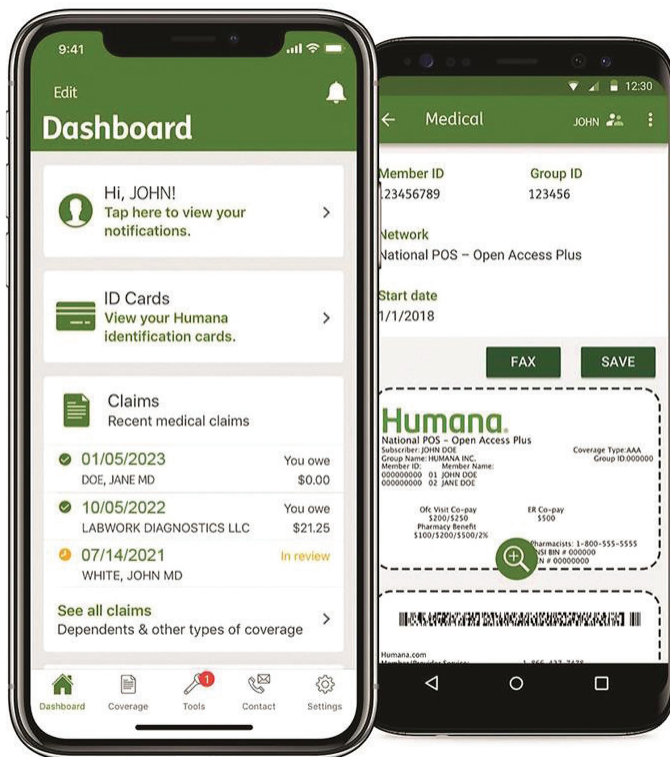 9:41
Edit
Dashboard
Hi, JOHN!
Tap here to view your
notifications.
ID Cards
View your Humana
identification cards.
Claims
Recent medical claims
01/05/2023 You owe
DOE, JANE MD $0.00
10/05/2022 You owe
LABWORK DIAGNOSTICS LLC $21.25
07/14/2021 In review
WHITE, JOHN MD
See all claims
Dependents & other types of coverage
1
Dashboard Coverage Tools Contact Settings
12:30
Medical JOHN
Member ID Group ID
23456789 123456
Network
National POS – Open Access Plus
Start date
1/1/2018
FAX SAVE
Humana.
National POS – Open Access Plus
Subscriber: JOHN DOE Coverage Type:AAA
Group Name: HUMANA INC. Group ID:000000
Member ID: Member Name:
000000000 01 JOHN DOE
000000000 02 JANE DOE
Ofc Visit Co-pay ER Co-pay
$200/$250 $500
Pharmacy Benefit
$100/$200/$500/2%
Pharmacists: 1-800-555-5555
BIN # 000000
# 00000000
Humana.com